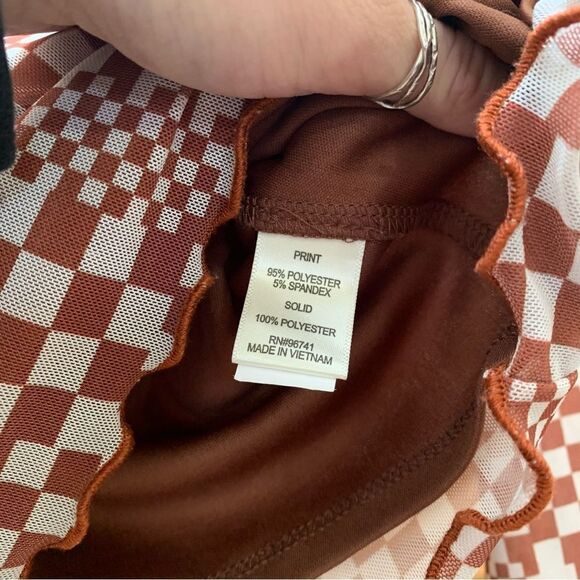 PRINT
95% POLYESTER
5% SPANDEX
SOLID
100% POLYESTER
RN#96741
MADE IN VIETNAM